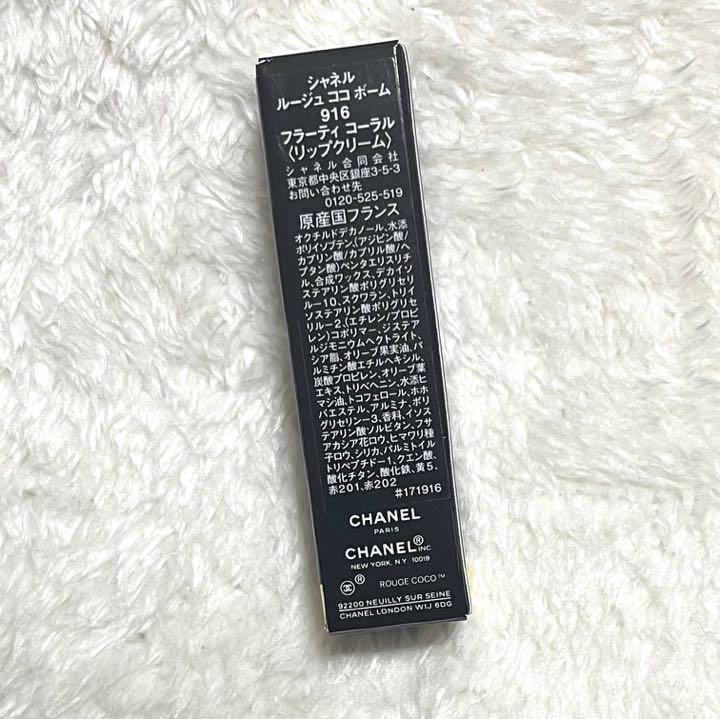 シャネル
ルージュ ココ ボーム
916
フラーティ コーラル
〈リップクリーム〉
シャネル合同会社
東京都中央区銀座3-5-3
お問い合わせ先
0120-525-519
原産国フランス
オクチルドデカノール、水添
ポリイソブテン、(アジピン酸/
カプリン酸/カプリル酸/ヘ
プタン酸)ペンタエリスリチ
ル、合成ワックス、デカイソ
ステアリン酸ポリグリセリ
ル-10、スクワラン、トリイ
ソステアリン酸ポリグリセ
リル-2、(エチレン/プロピ
レン)コポリマー、ジステア
ルジモニウムヘクトライト、
シア脂、オリーブ果実油、パ
ルミチン酸エチルヘキシル、
炭酸プロピレン、オリーブ葉
エキス、トリベヘニン、水添ヒ
マシ油、トコフェロール、ホホ
バエステル、アルミナ、ポリ
グリセリン-3、香料、イソス
テアリン酸ソルビタン、フサ
アカシア花ロウ、ヒマワリ種
子ロウ、シリカ、パルミトイル
トリペプチド-1、クエン酸、
酸化チタン、酸化鉄、黄5、
赤201、赤202
#171916
CHANEL
PARIS
CHANEL® INC
NEW YORK, N.Y. 10019
® ROUGE COCO™
92200 NEUILLY SUR SEINE
CHANEL LONDON W1J 6DG